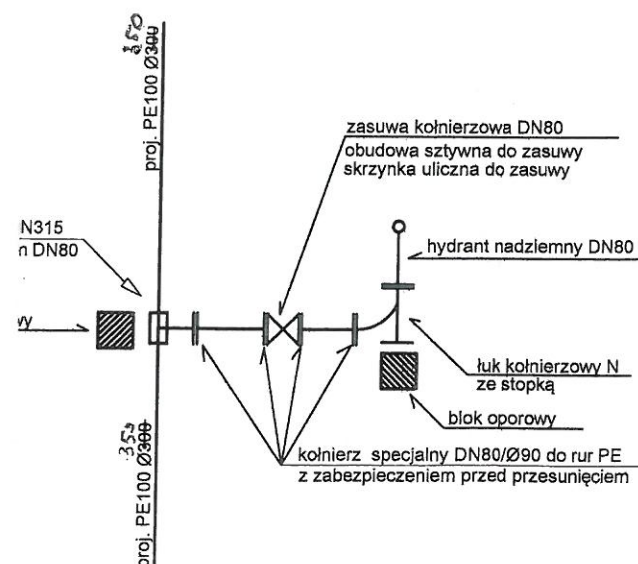 350
proj. PE100 Ø300
zasuwa kołnierzowa DN80
obudowa sztywna do zasuwy
skrzynka uliczna do zasuwy
N315
n DN80
hydrant nadziemny DN80
wy
łuk kołnierzowy N
ze stopką
blok oporowy
kołnierz specjalny DN80/Ø90 do rur PE
z zabezpieczeniem przed przesunięciem
350
proj. PE100 Ø300